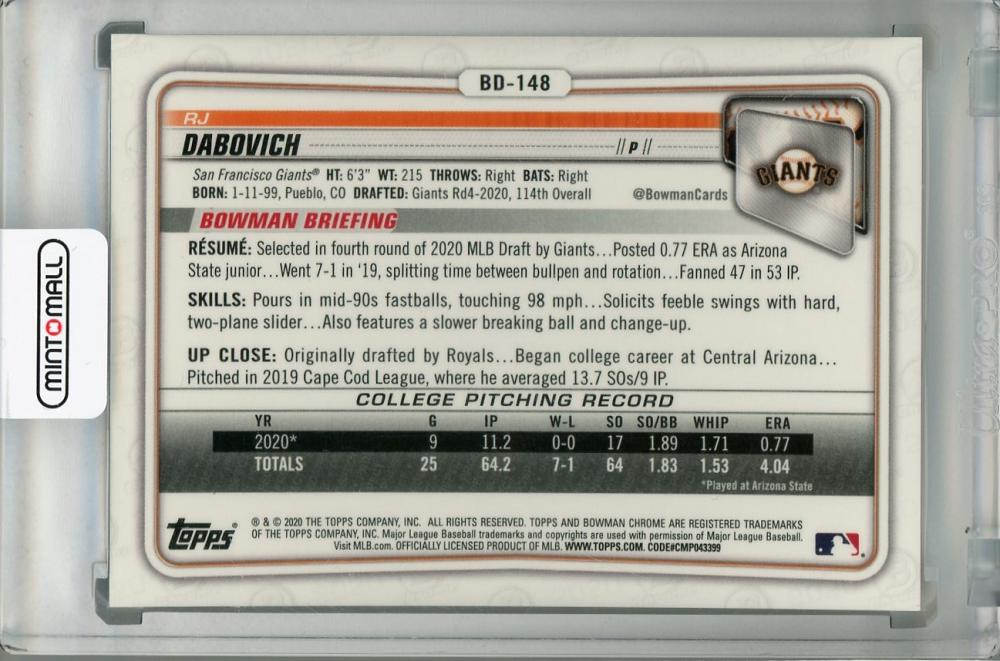 BD-148
RJ
DABOVICH // P //
San Francisco Giants® HT: 6'3" WT: 215 THROWS: Right BATS: Right
BORN: 1-11-99, Pueblo, CO DRAFTED: Giants Rd4-2020, 114th Overall @BowmanCards
GIANTS
BOWMAN BRIEFING
RÉSUMÉ: Selected in fourth round of 2020 MLB Draft by Giants...Posted 0.77 ERA as Arizona
State junior...Went 7-1 in '19, splitting time between bullpen and rotation...Fanned 47 in 53 IP.
SKILLS: Pours in mid-90s fastballs, touching 98 mph...Solicits feeble swings with hard,
two-plane slider...Also features a slower breaking ball and change-up.
UP CLOSE: Originally drafted by Royals...Began college career at Central Arizona...
Pitched in 2019 Cape Cod League, where he averaged 13.7 SOs/9 IP.
COLLEGE PITCHING RECORD
YR G IP W-L SO SO/BB WHIP ERA
2020* 9 11.2 0-0 17 1.89 1.71 0.77
TOTALS 25 64.2 7-1 64 1.83 1.53 4.04
*Played at Arizona State
Topps®
® & © 2020 THE TOPPS COMPANY, INC. ALL RIGHTS RESERVED. TOPPS AND BOWMAN CHROME ARE REGISTERED TRADEMARKS
OF THE TOPPS COMPANY, INC. Major League Baseball trademarks and copyrights are used with permission of Major League Baseball.
Visit MLB.com. OFFICIALLY LICENSED PRODUCT OF MLB. WWW.TOPPS.COM. CODE#CMP043399
MINTOMALL